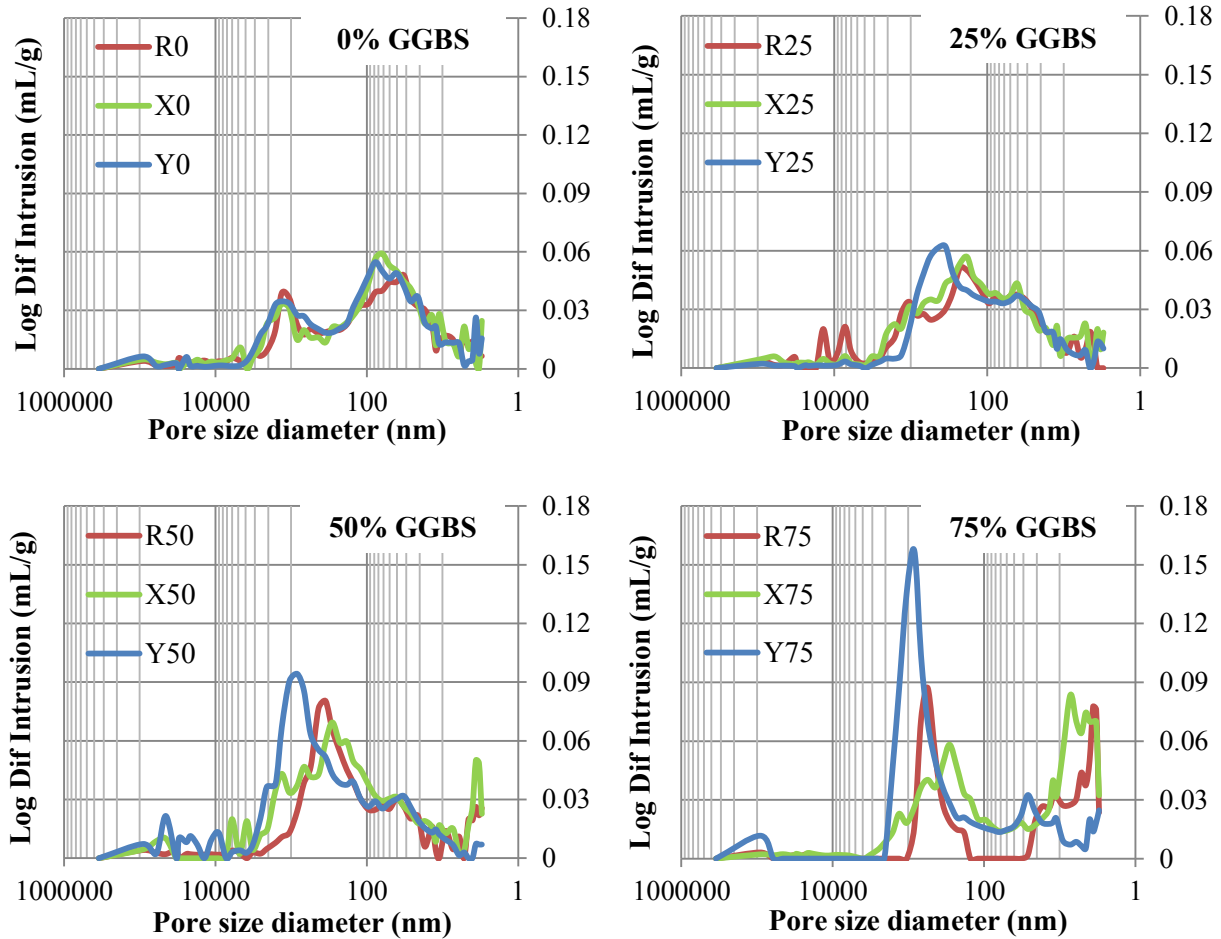 Log Dif Intrusion (mL/g)
0% GGBS
R0
X0
Y0
0.18
0.15
0.12
0.09
0.06
0.03
0
1000000
10000
100
1
Pore size diameter (nm)
Log Dif Intrusion (mL/g)
25% GGBS
R25
X25
Y25
0.18
0.15
0.12
0.09
0.06
0.03
0
1000000
10000
100
1
Pore size diameter (nm)
Log Dif Intrusion (mL/g)
50% GGBS
R50
X50
Y50
0.18
0.15
0.12
0.09
0.06
0.03
0
1000000
10000
100
1
Pore size diameter (nm)
Log Dif Intrusion (mL/g)
75% GGBS
R75
X75
Y75
0.18
0.15
0.12
0.09
0.06
0.03
0
1000000
10000
100
1
Pore size diameter (nm)